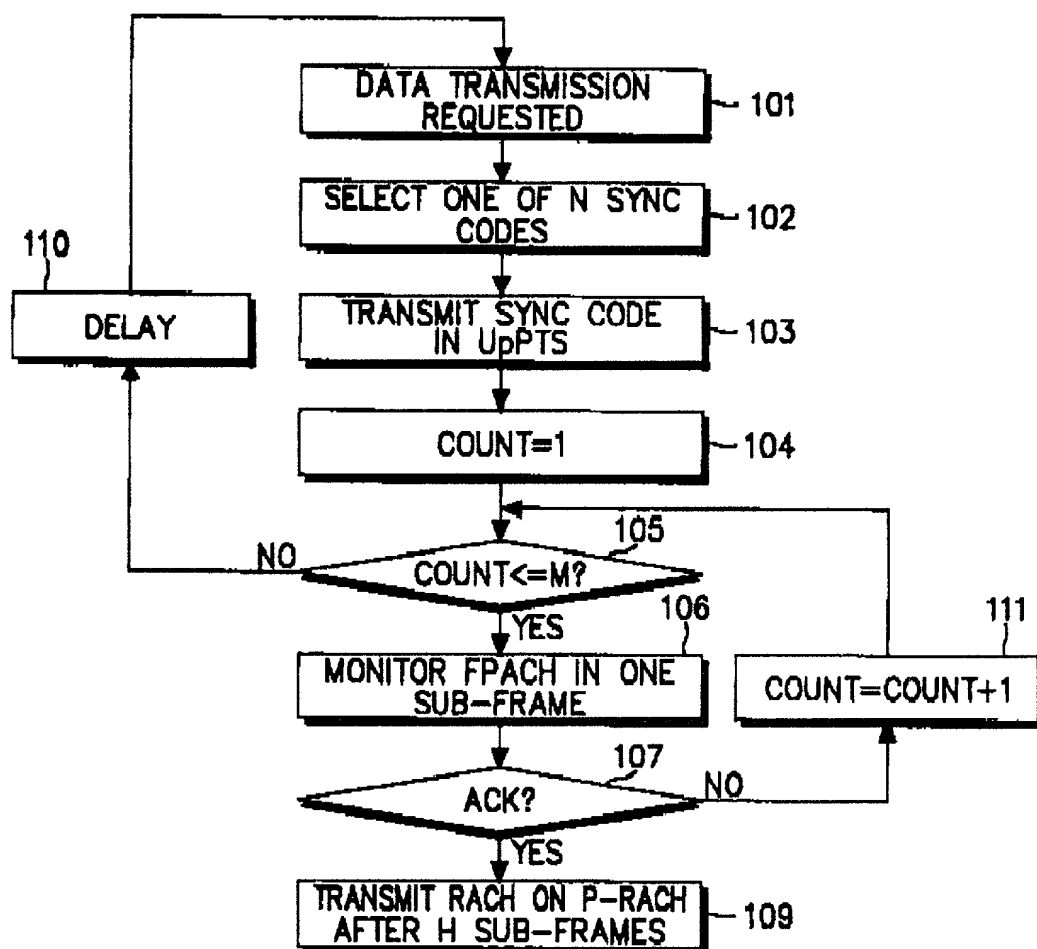 DATA TRANSMISSION
REQUESTED
101
SELECT ONE OF N SYNC
CODES
102
110
DELAY
TRANSMIT SYNC CODE
IN UpPTS
103
COUNT=1
104
105
NO
COUNT<=M?
YES
106
MONITOR FPACH IN ONE
SUB-FRAME
111
COUNT=COUNT+1
107
ACK?
NO
YES
TRANSMIT RACH ON P-RACH
AFTER H SUB-FRAMES
109